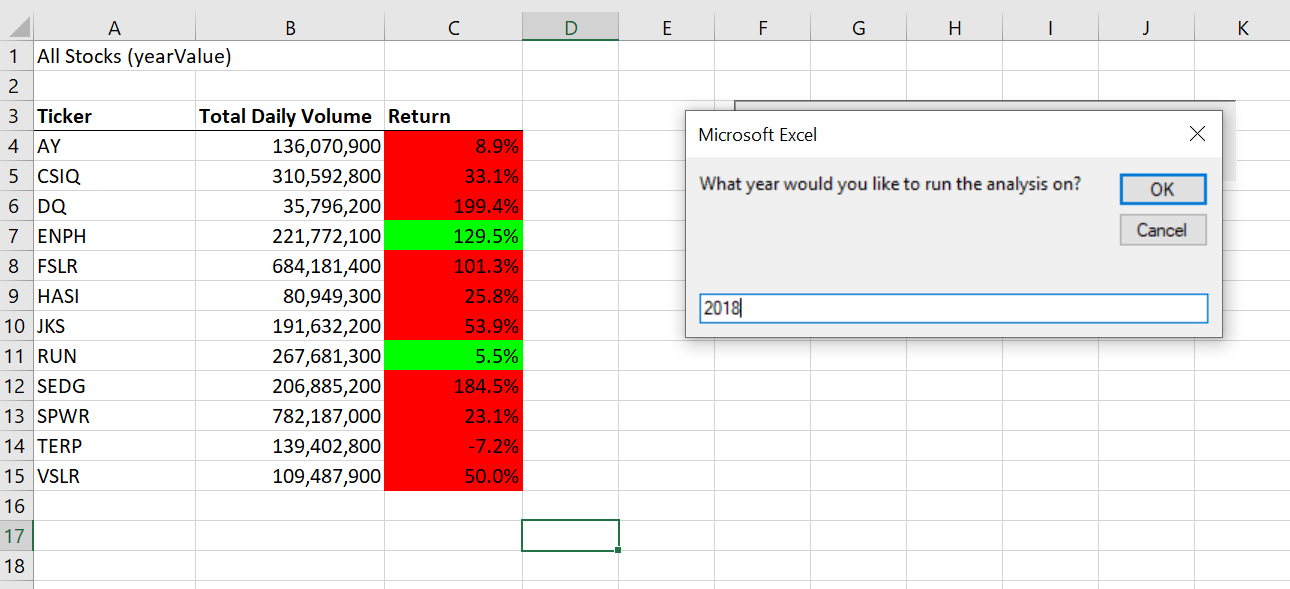 A B C D E F G H I J K
1 All Stocks (yearValue)
2
3 Ticker Total Daily Volume Return
4 AY 136,070,900 8.9%
5 CSIQ 310,592,800 33.1%
6 DQ 35,796,200 199.4%
7 ENPH 221,772,100 129.5%
8 FSLR 684,181,400 101.3%
9 HASI 80,949,300 25.8%
10 JKS 191,632,200 53.9%
11 RUN 267,681,300 5.5%
12 SEDG 206,885,200 184.5%
13 SPWR 782,187,000 23.1%
14 TERP 139,402,800 -7.2%
15 VSLR 109,487,900 50.0%
16
17
18
Microsoft Excel
What year would you like to run the analysis on?
OK
Cancel
2018